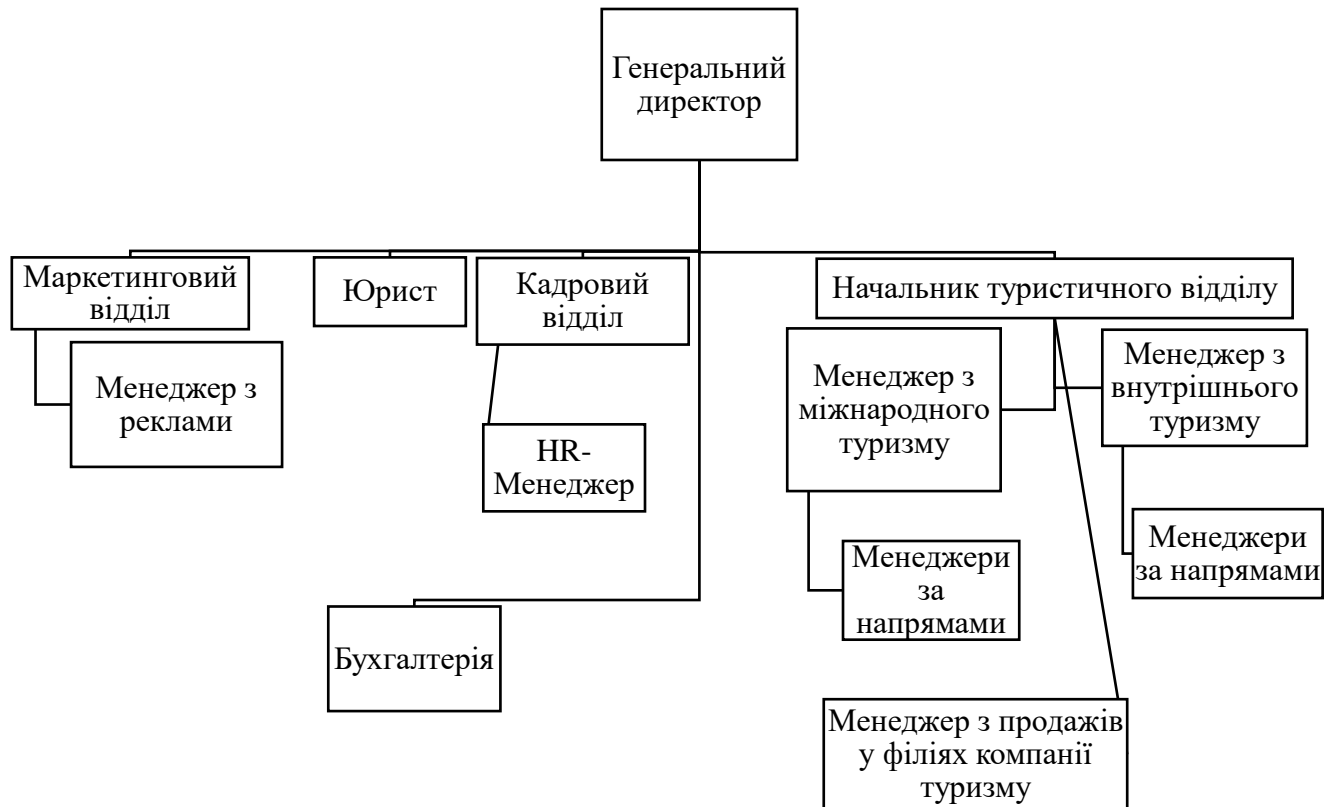 Генеральний
директор
Маркетинговий
відділ
Юрист
Кадровий
відділ
Начальник туристичного відділу
Менеджер з
реклами
HR-
Менеджер
Менеджер з
міжнародного
туризму
Менеджер з
внутрішнього
туризму
Менеджери
за
напрямами
Менеджери
за напрямами
Бухгалтерія
Менеджер з продажів
у філіях компанії
туризму